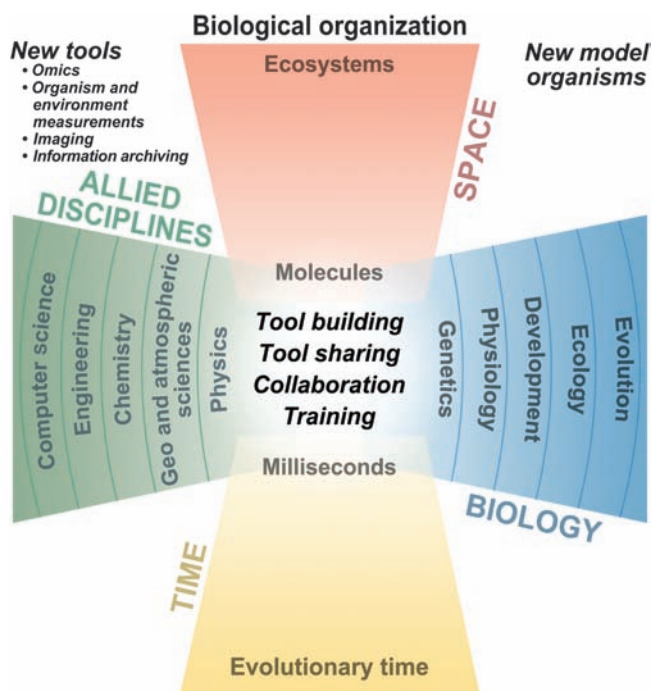 Biological organization
New tools
• Omics
• Organism and
environment
measurements
• Imaging
• Information archiving
Ecosystems
New model
organisms
SPACE
ALLIED
DISCIPLINES
Molecules
Computer science
Engineering
Chemistry
Geo and atmospheric
sciences
Physics
Tool building
Tool sharing
Collaboration
Training
Genetics
Physiology
Development
Ecology
Evolution
Milliseconds
BIOLOGY
TIME
Evolutionary time